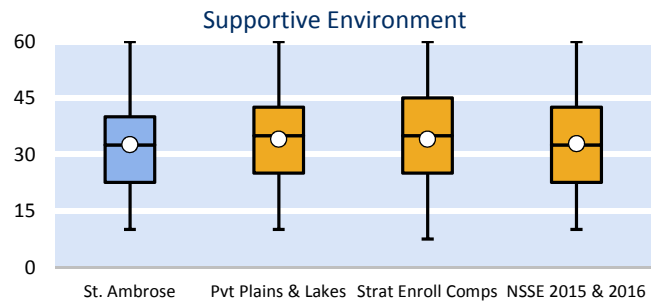 Supportive Environment
60
45
30
15
0
St. Ambrose Pvt Plains & Lakes Strat Enroll Comps NSSE 2015 & 2016